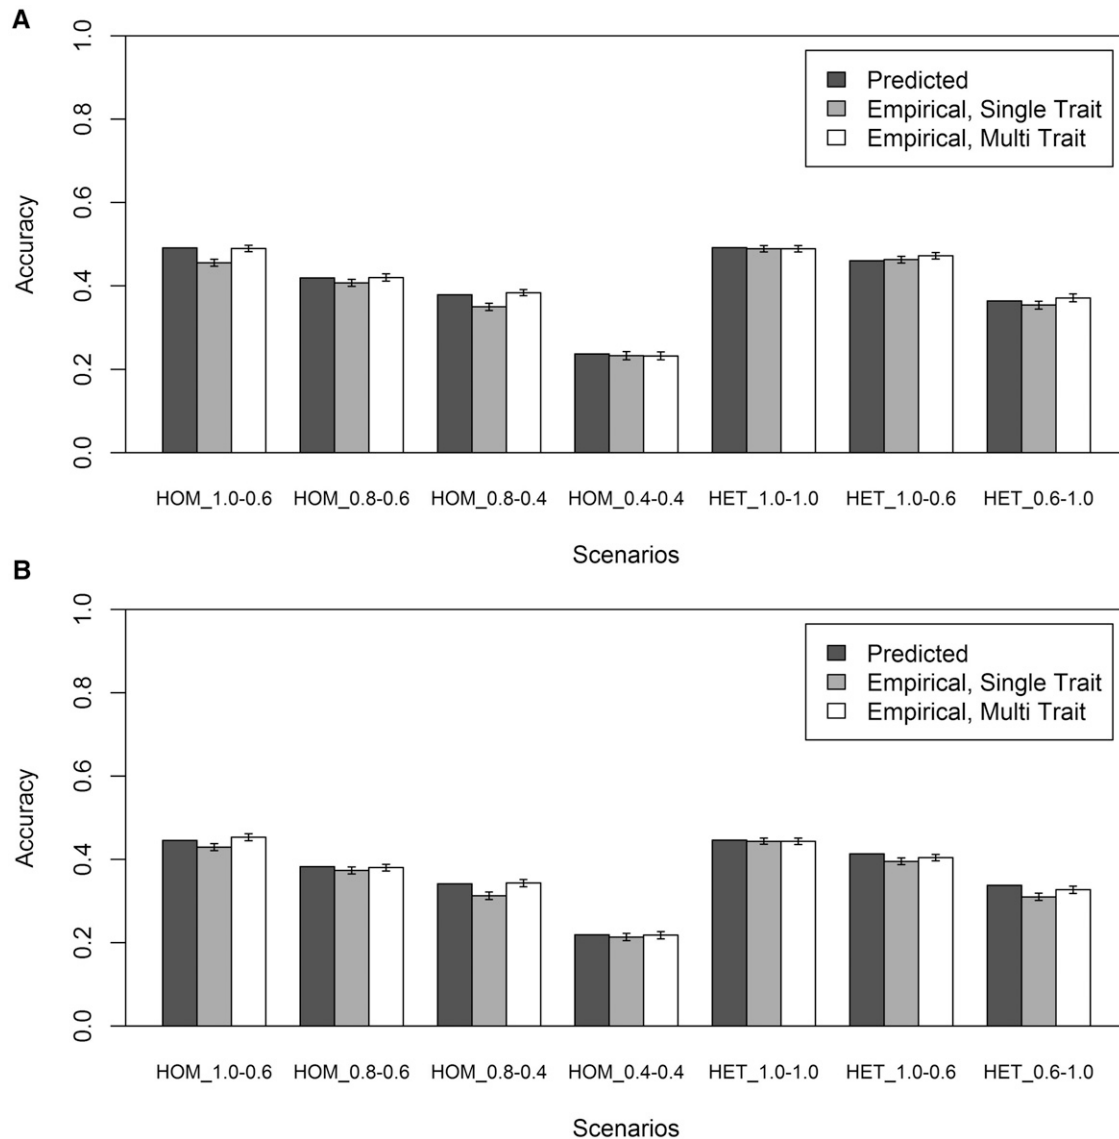 A
Accuracy
1.0
0.8
0.6
0.4
0.2
0.0
Predicted
Empirical, Single Trait
Empirical, Multi Trait
HOM_1.0-0.6 HOM_0.8-0.6 HOM_0.8-0.4 HOM_0.4-0.4 HET_1.0-1.0 HET_1.0-0.6 HET_0.6-1.0
Scenarios
B
Accuracy
1.0
0.8
0.6
0.4
0.2
0.0
Predicted
Empirical, Single Trait
Empirical, Multi Trait
HOM_1.0-0.6 HOM_0.8-0.6 HOM_0.8-0.4 HOM_0.4-0.4 HET_1.0-1.0 HET_1.0-0.6 HET_0.6-1.0
Scenarios